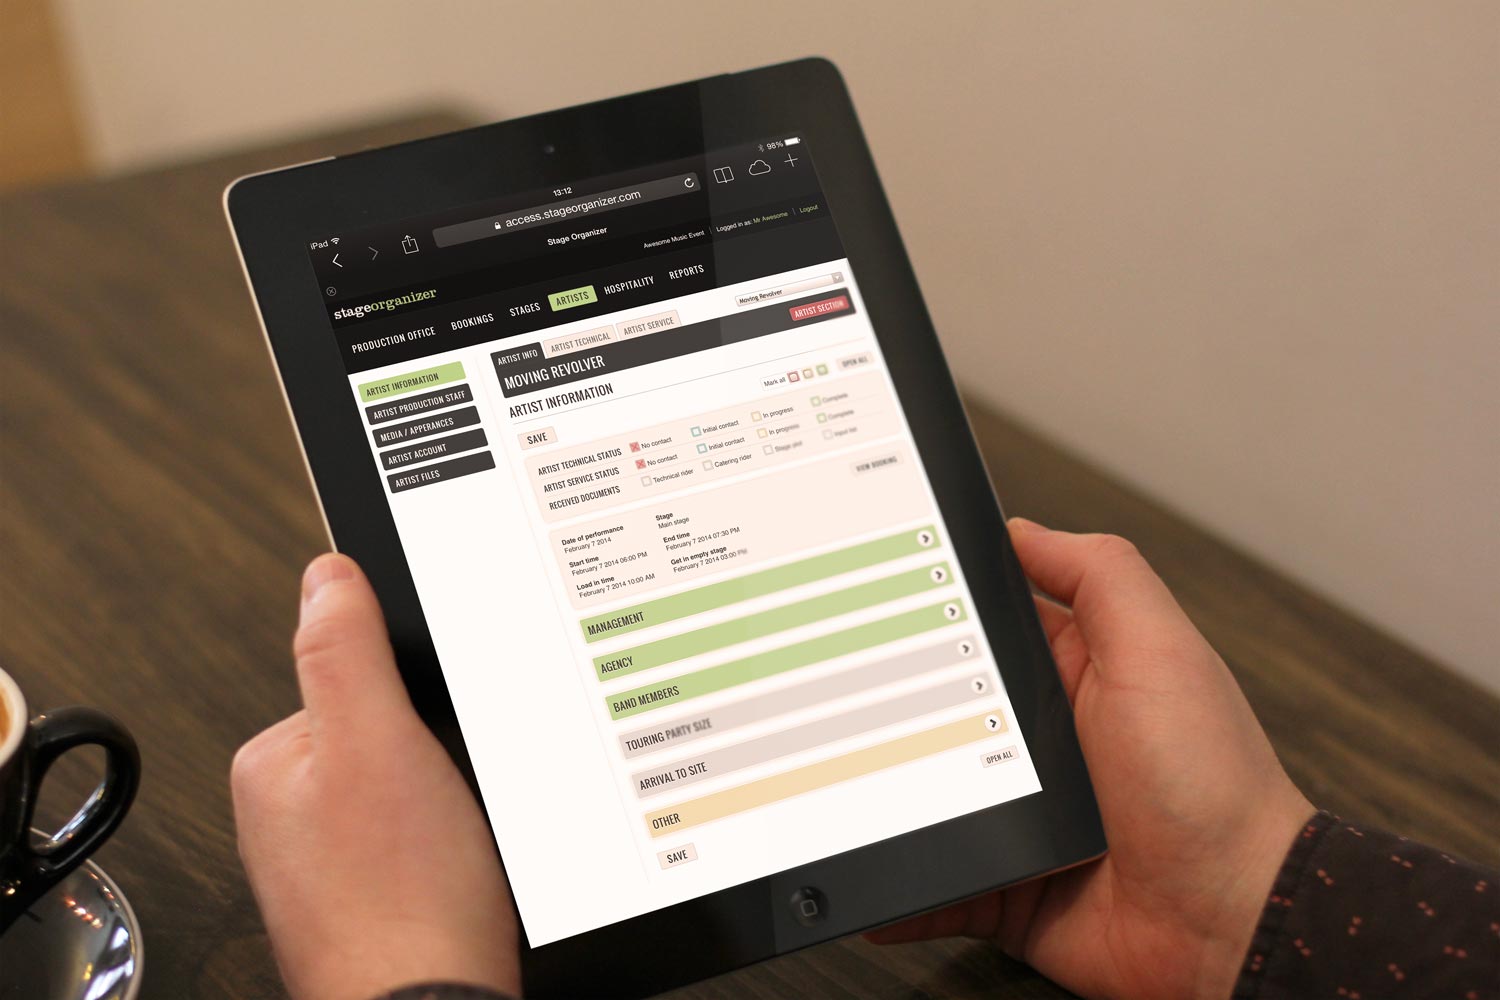 iPad
13:12
98%
access.stageorganizer.com
Stage Organizer
Awesome Music Event
Logged in as: Mr Awesome
Logout
stageorganizer
PRODUCTION OFFICE
BOOKINGS
STAGES
ARTISTS
HOSPITALITY
REPORTS
Moving Revolver
ARTIST INFORMATION
ARTIST PRODUCTION STAFF
MEDIA / APPERANCES
ARTIST ACCOUNT
ARTIST FILES
ARTIST INFO
ARTIST TECHNICAL
ARTIST SERVICE
MOVING REVOLVER
ARTIST SECTION
ARTIST INFORMATION
Mark all
OPEN ALL
SAVE
ARTIST TECHNICAL STATUS No contact Initial contact In progress Complete
ARTIST SERVICE STATUS No contact Initial contact In progress Complete
RECEIVED DOCUMENTS Technical rider Catering rider Stage plot Input list
VIEW BOOKING
Date of performance
February 7 2014
Stage
Main stage
Start time
February 7 2014 06:00 PM
End time
February 7 2014 07:30 PM
Load in time
February 7 2014 10:00 AM
Get in empty stage
February 7 2014 03:00 PM
MANAGEMENT
AGENCY
BAND MEMBERS
TOURING PARTY SIZE
ARRIVAL TO SITE
OTHER
OPEN ALL
SAVE